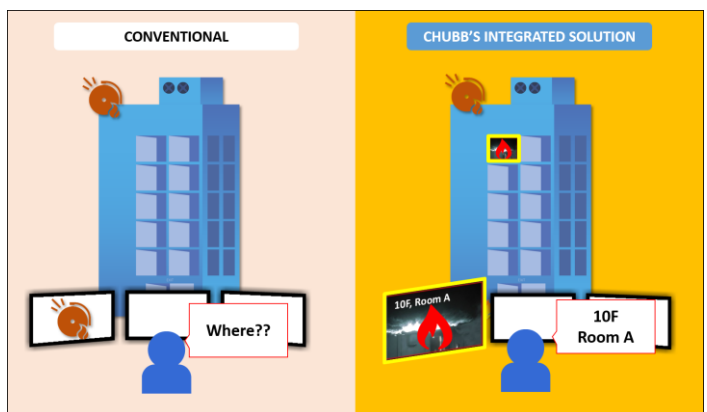 CONVENTIONAL
CHUBB'S INTEGRATED SOLUTION
Where??
10F, Room A
10F
Room A